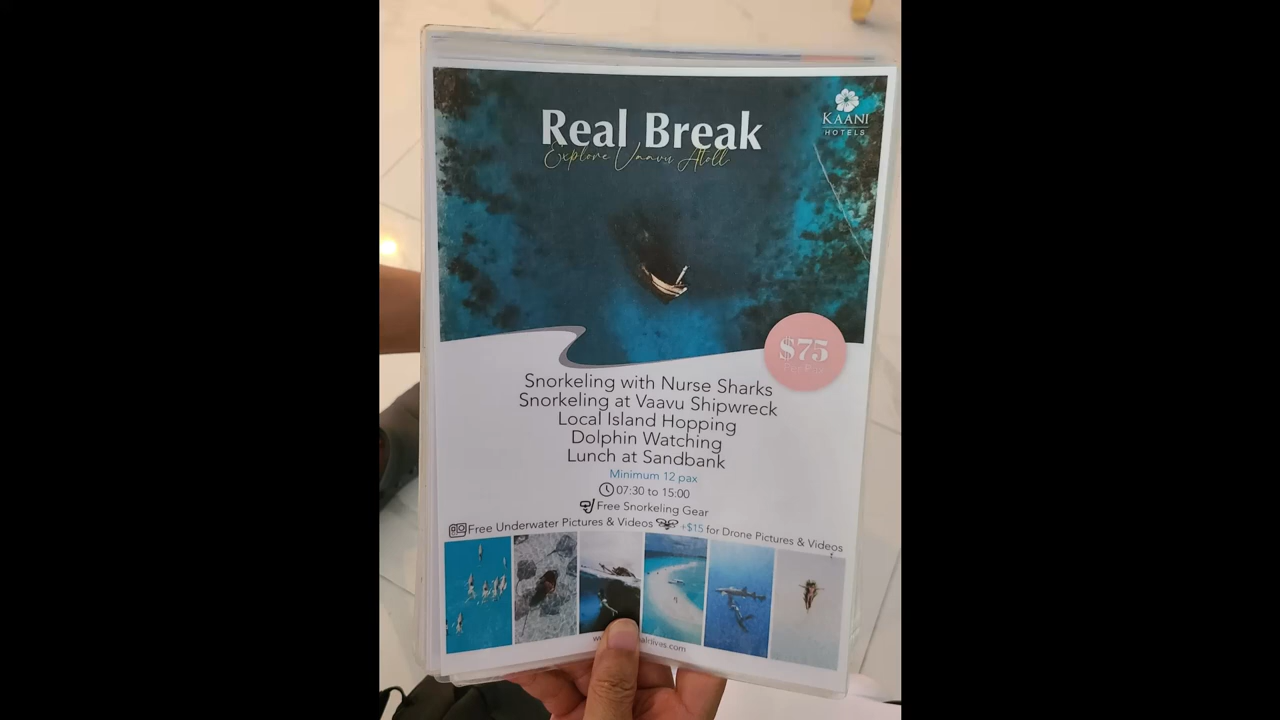 Real Break
Explore Vaavu Atoll
KAANI
HOTELS
$75
Per Pax
Snorkeling with Nurse Sharks
Snorkeling at Vaavu Shipwreck
Local Island Hopping
Dolphin Watching
Lunch at Sandbank
Minimum 12 pax
07:30 to 15:00
Free Snorkeling Gear
Free Underwater Pictures & Videos +$15 for Drone Pictures & Videos